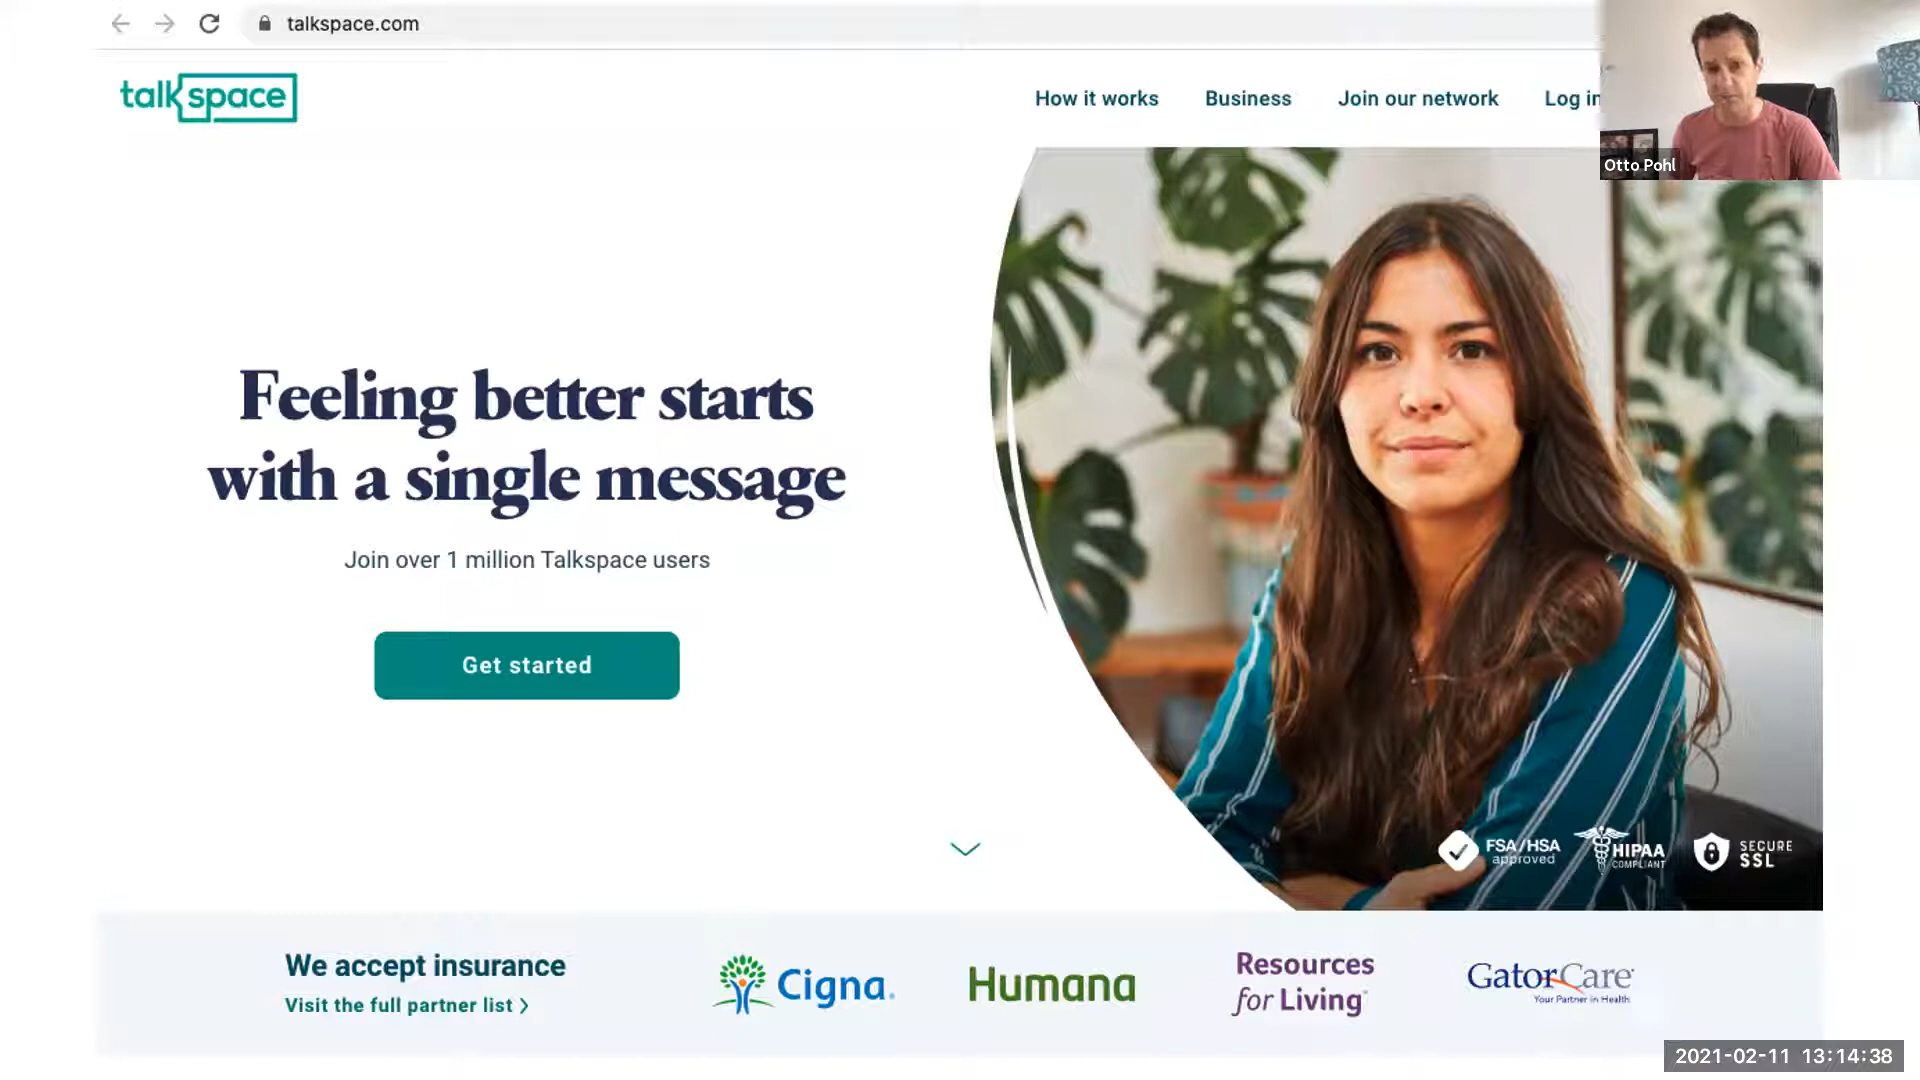 talkspace.com
talkspace
How it works
Business
Join our network
Log in
Otto Pohl
Feeling better starts
with a single message
Join over 1 million Talkspace users
Get started
FSA/HSA
approved
HIPAA
COMPLIANT
SECURE
SSL
We accept insurance
Visit the full partner list >
Cigna
Humana
Resources
for Living
GatorCare
Your Partner in Health
2021-02-11 13:14:38